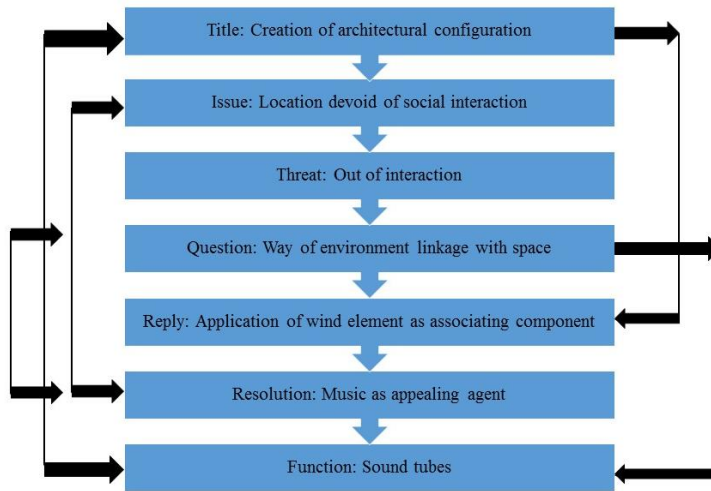 Title: Creation of architectural configuration
Issue: Location devoid of social interaction
Threat: Out of interaction
Question: Way of environment linkage with space
Reply: Application of wind element as associating component
Resolution: Music as appealing agent
Function: Sound tubes